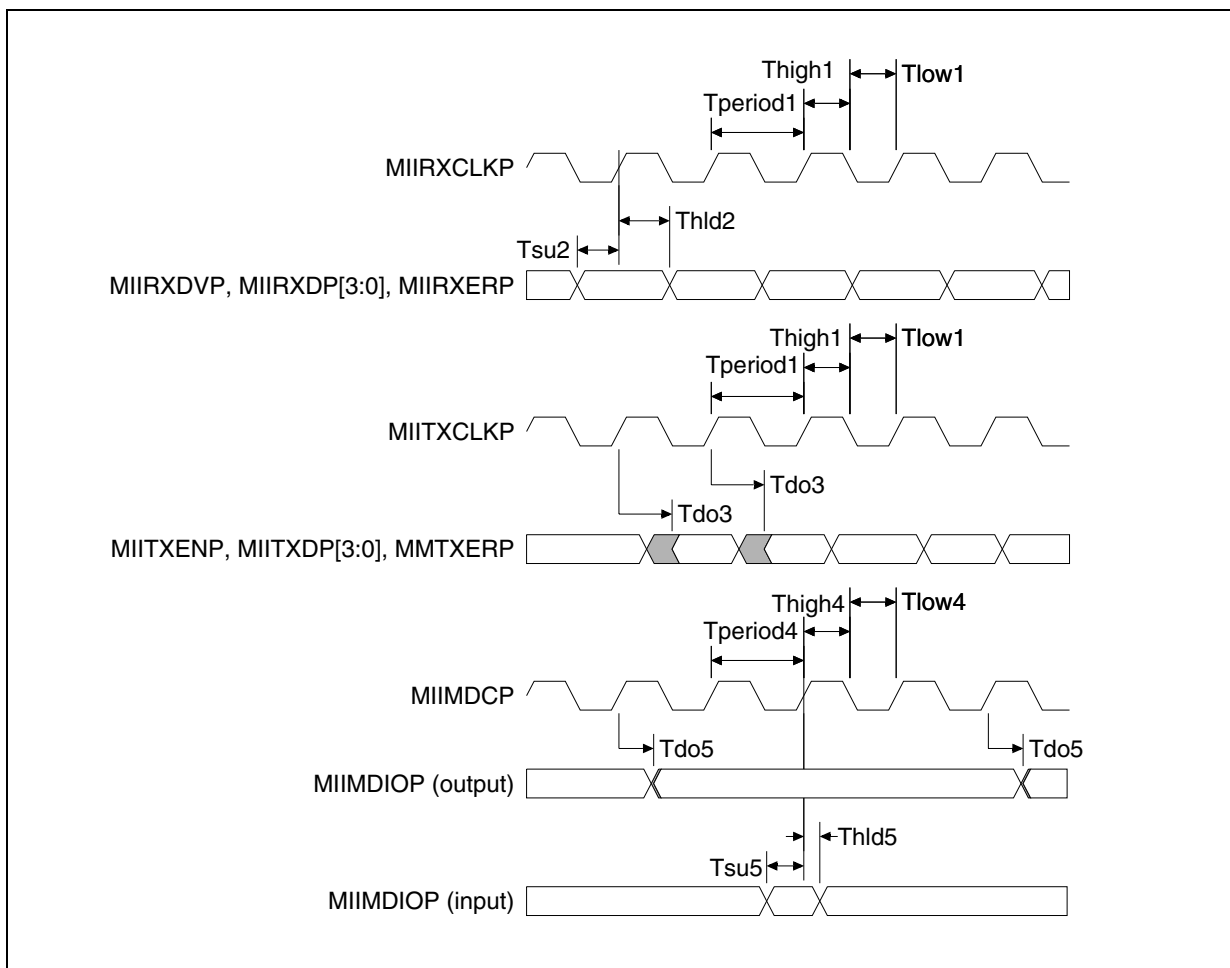 Thigh1 Tlow1
Tperiod1
MIIRXCLKP
Thld2
Tsu2
MIIRXDVP, MIIRXDP[3:0], MIIRXERP
Thigh1 Tlow1
Tperiod1
MIITXCLKP
Tdo3
Tdo3
MIITXENP, MIITXDP[3:0], MMTXERP
Thigh4 Tlow4
Tperiod4
MIIMDCP
Tdo5 Tdo5
MIIMDIOP (output)
Thld5
Tsu5
MIIMDIOP (input)